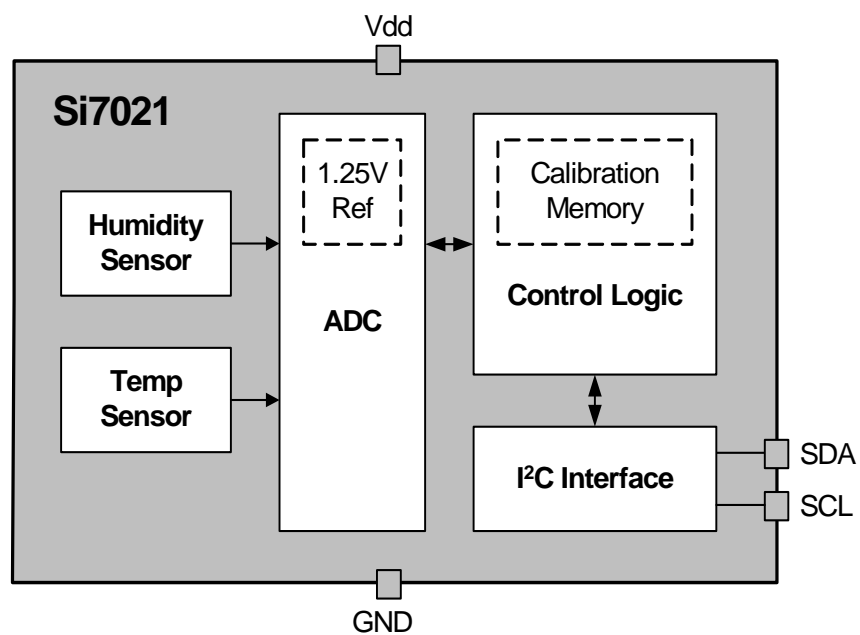 Vdd
Si7021
1.25V
Ref
Calibration
Memory
Humidity
Sensor
ADC
Control Logic
Temp
Sensor
I²C Interface
SDA
SCL
GND